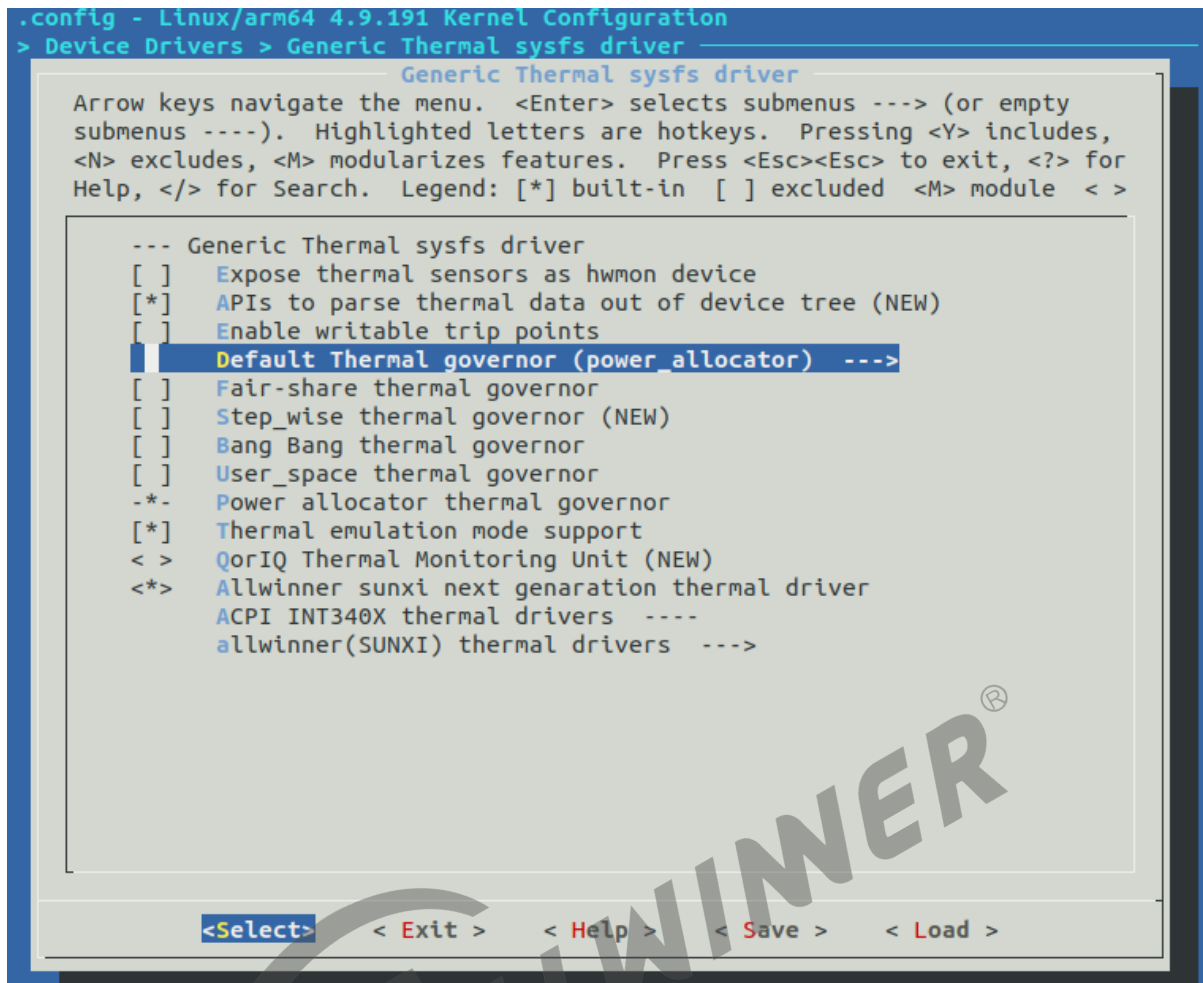 .config - Linux/arm64 4.9.191 Kernel Configuration
> Device Drivers > Generic Thermal sysfs driver
Generic Thermal sysfs driver
Arrow keys navigate the menu. <Enter> selects submenus ---> (or empty
submenus ----). Highlighted letters are hotkeys. Pressing <Y> includes,
<N> excludes, <M> modularizes features. Press <Esc><Esc> to exit, <?> for
Help, </> for Search. Legend: [*] built-in [ ] excluded <M> module < >
--- Generic Thermal sysfs driver
[ ] Expose thermal sensors as hwmon device
[*] APIs to parse thermal data out of device tree (NEW)
[ ] Enable writable trip points
Default Thermal governor (power_allocator) --->
[ ] Fair-share thermal governor
[ ] Step_wise thermal governor (NEW)
[ ] Bang Bang thermal governor
[ ] User_space thermal governor
-*- Power allocator thermal governor
[*] Thermal emulation mode support
< > QorIQ Thermal Monitoring Unit (NEW)
<*> Allwinner sunxi next genaration thermal driver
ACPI INT340X thermal drivers ----
allwinner(SUNXI) thermal drivers --->
<Select> < Exit > < Help > < Save > < Load >